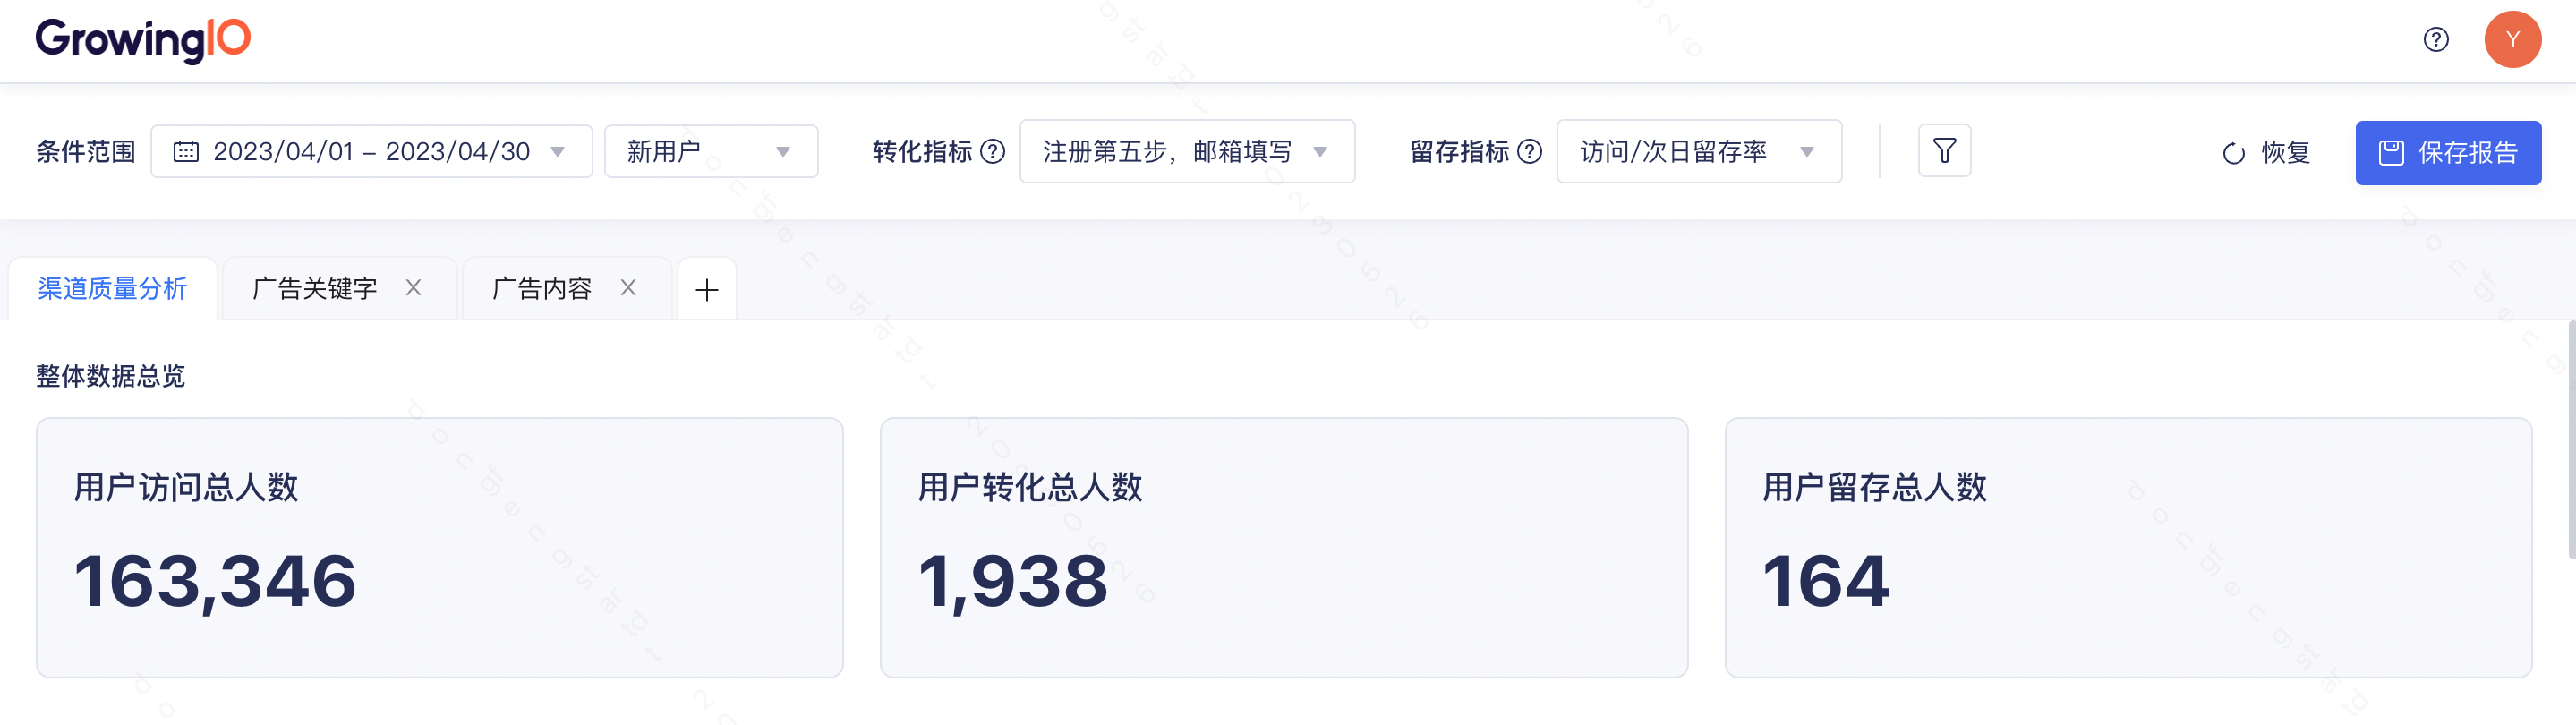 GrowingIO
Y
条件范围 2023/04/01 – 2023/04/30 新用户 转化指标 注册第五步，邮箱填写 留存指标 访问/次日留存率 恢复 保存报告
渠道质量分析 广告关键字 广告内容
整体数据总览
用户访问总人数 用户转化总人数 用户留存总人数
163,346 1,938 164